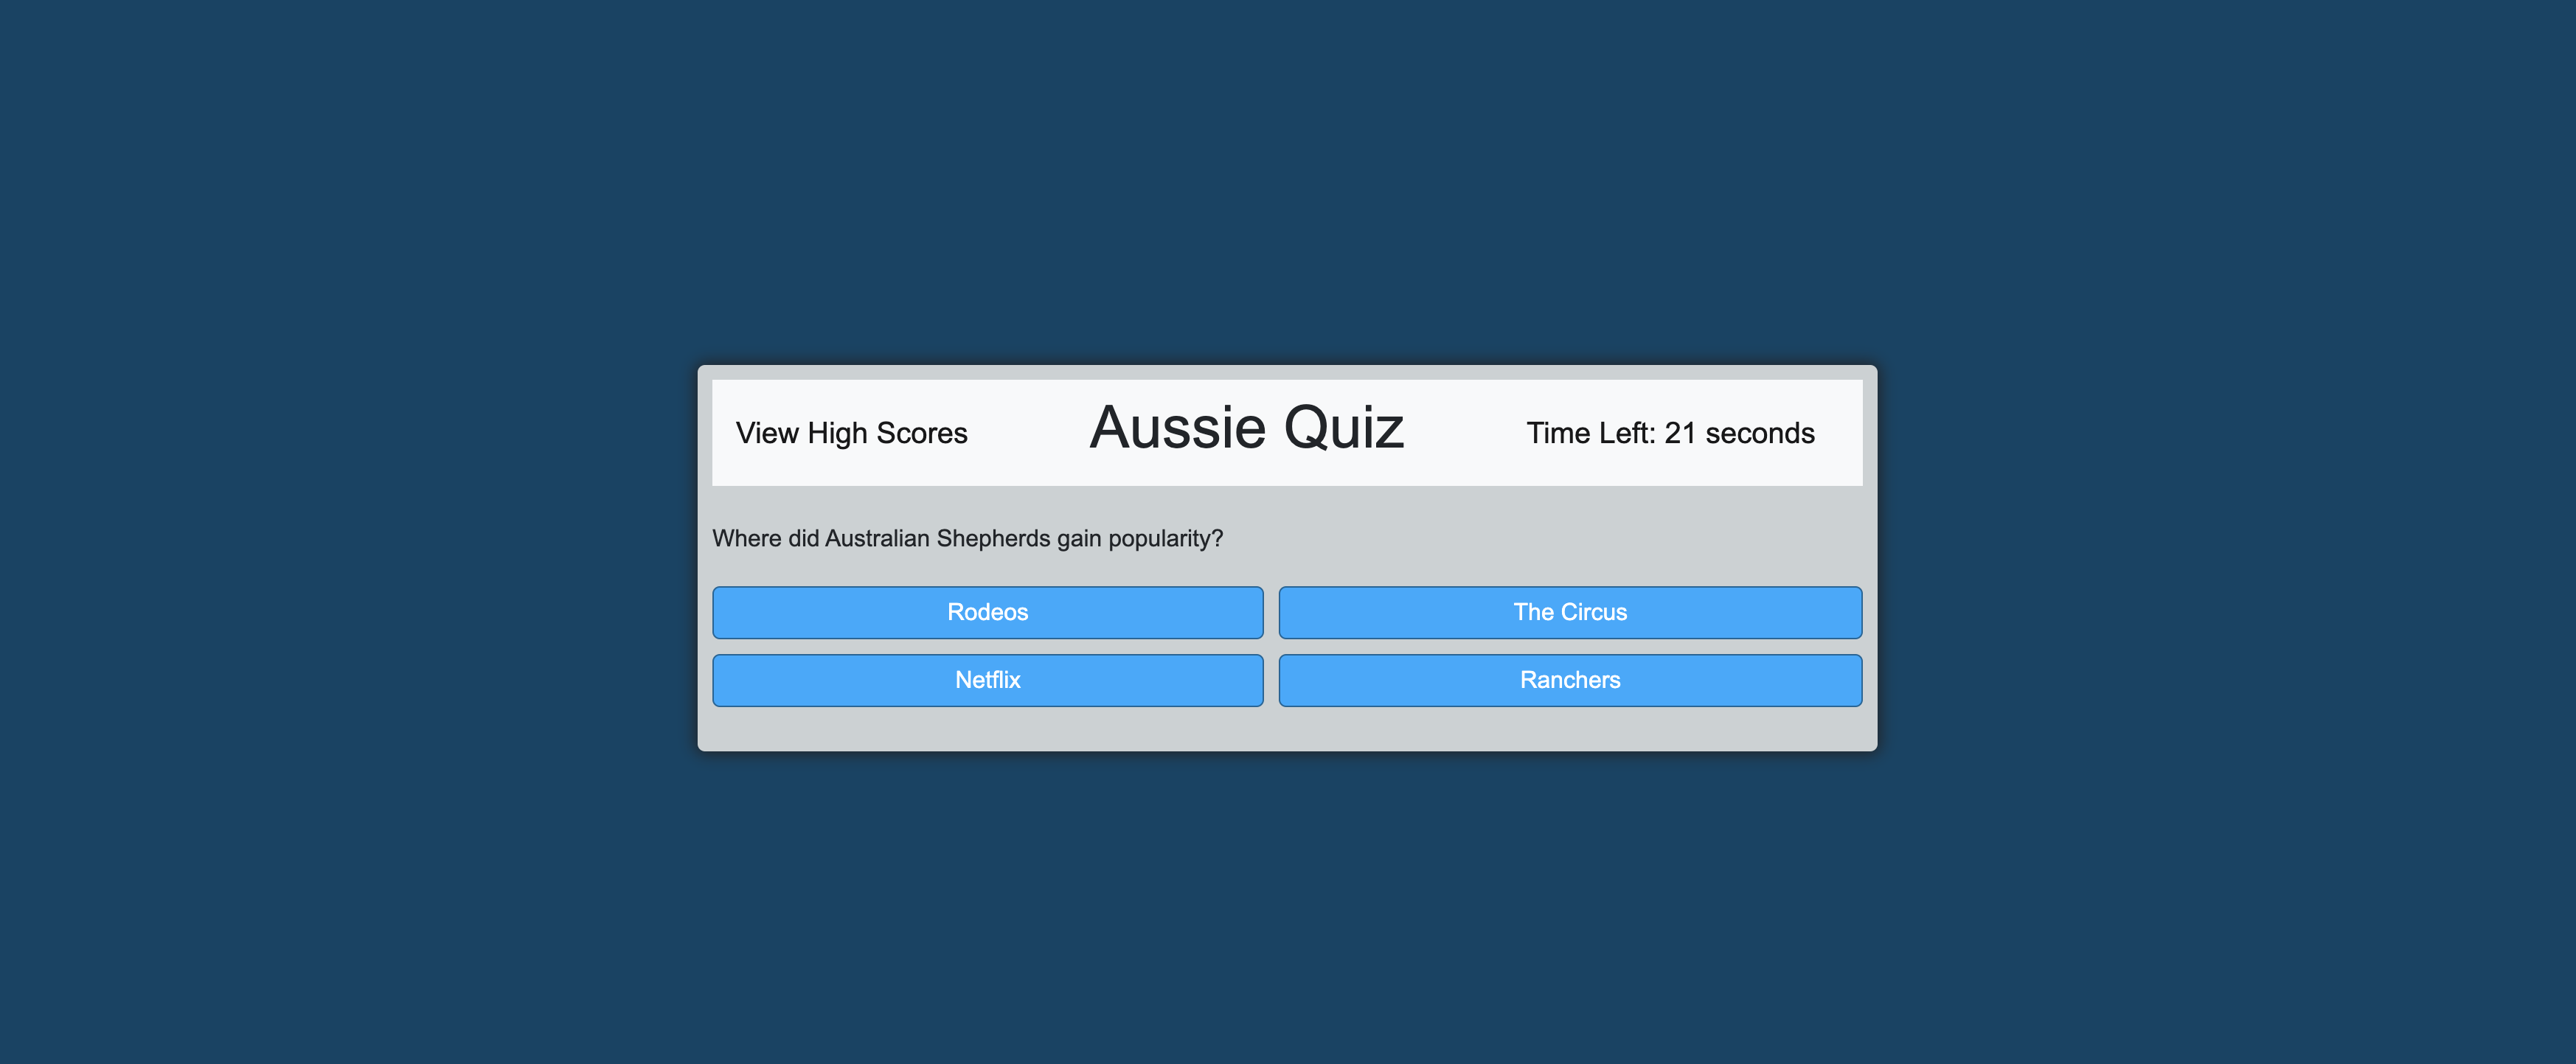 View High Scores
Aussie Quiz
Time Left: 21 seconds
Where did Australian Shepherds gain popularity?
Rodeos
The Circus
Netflix
Ranchers